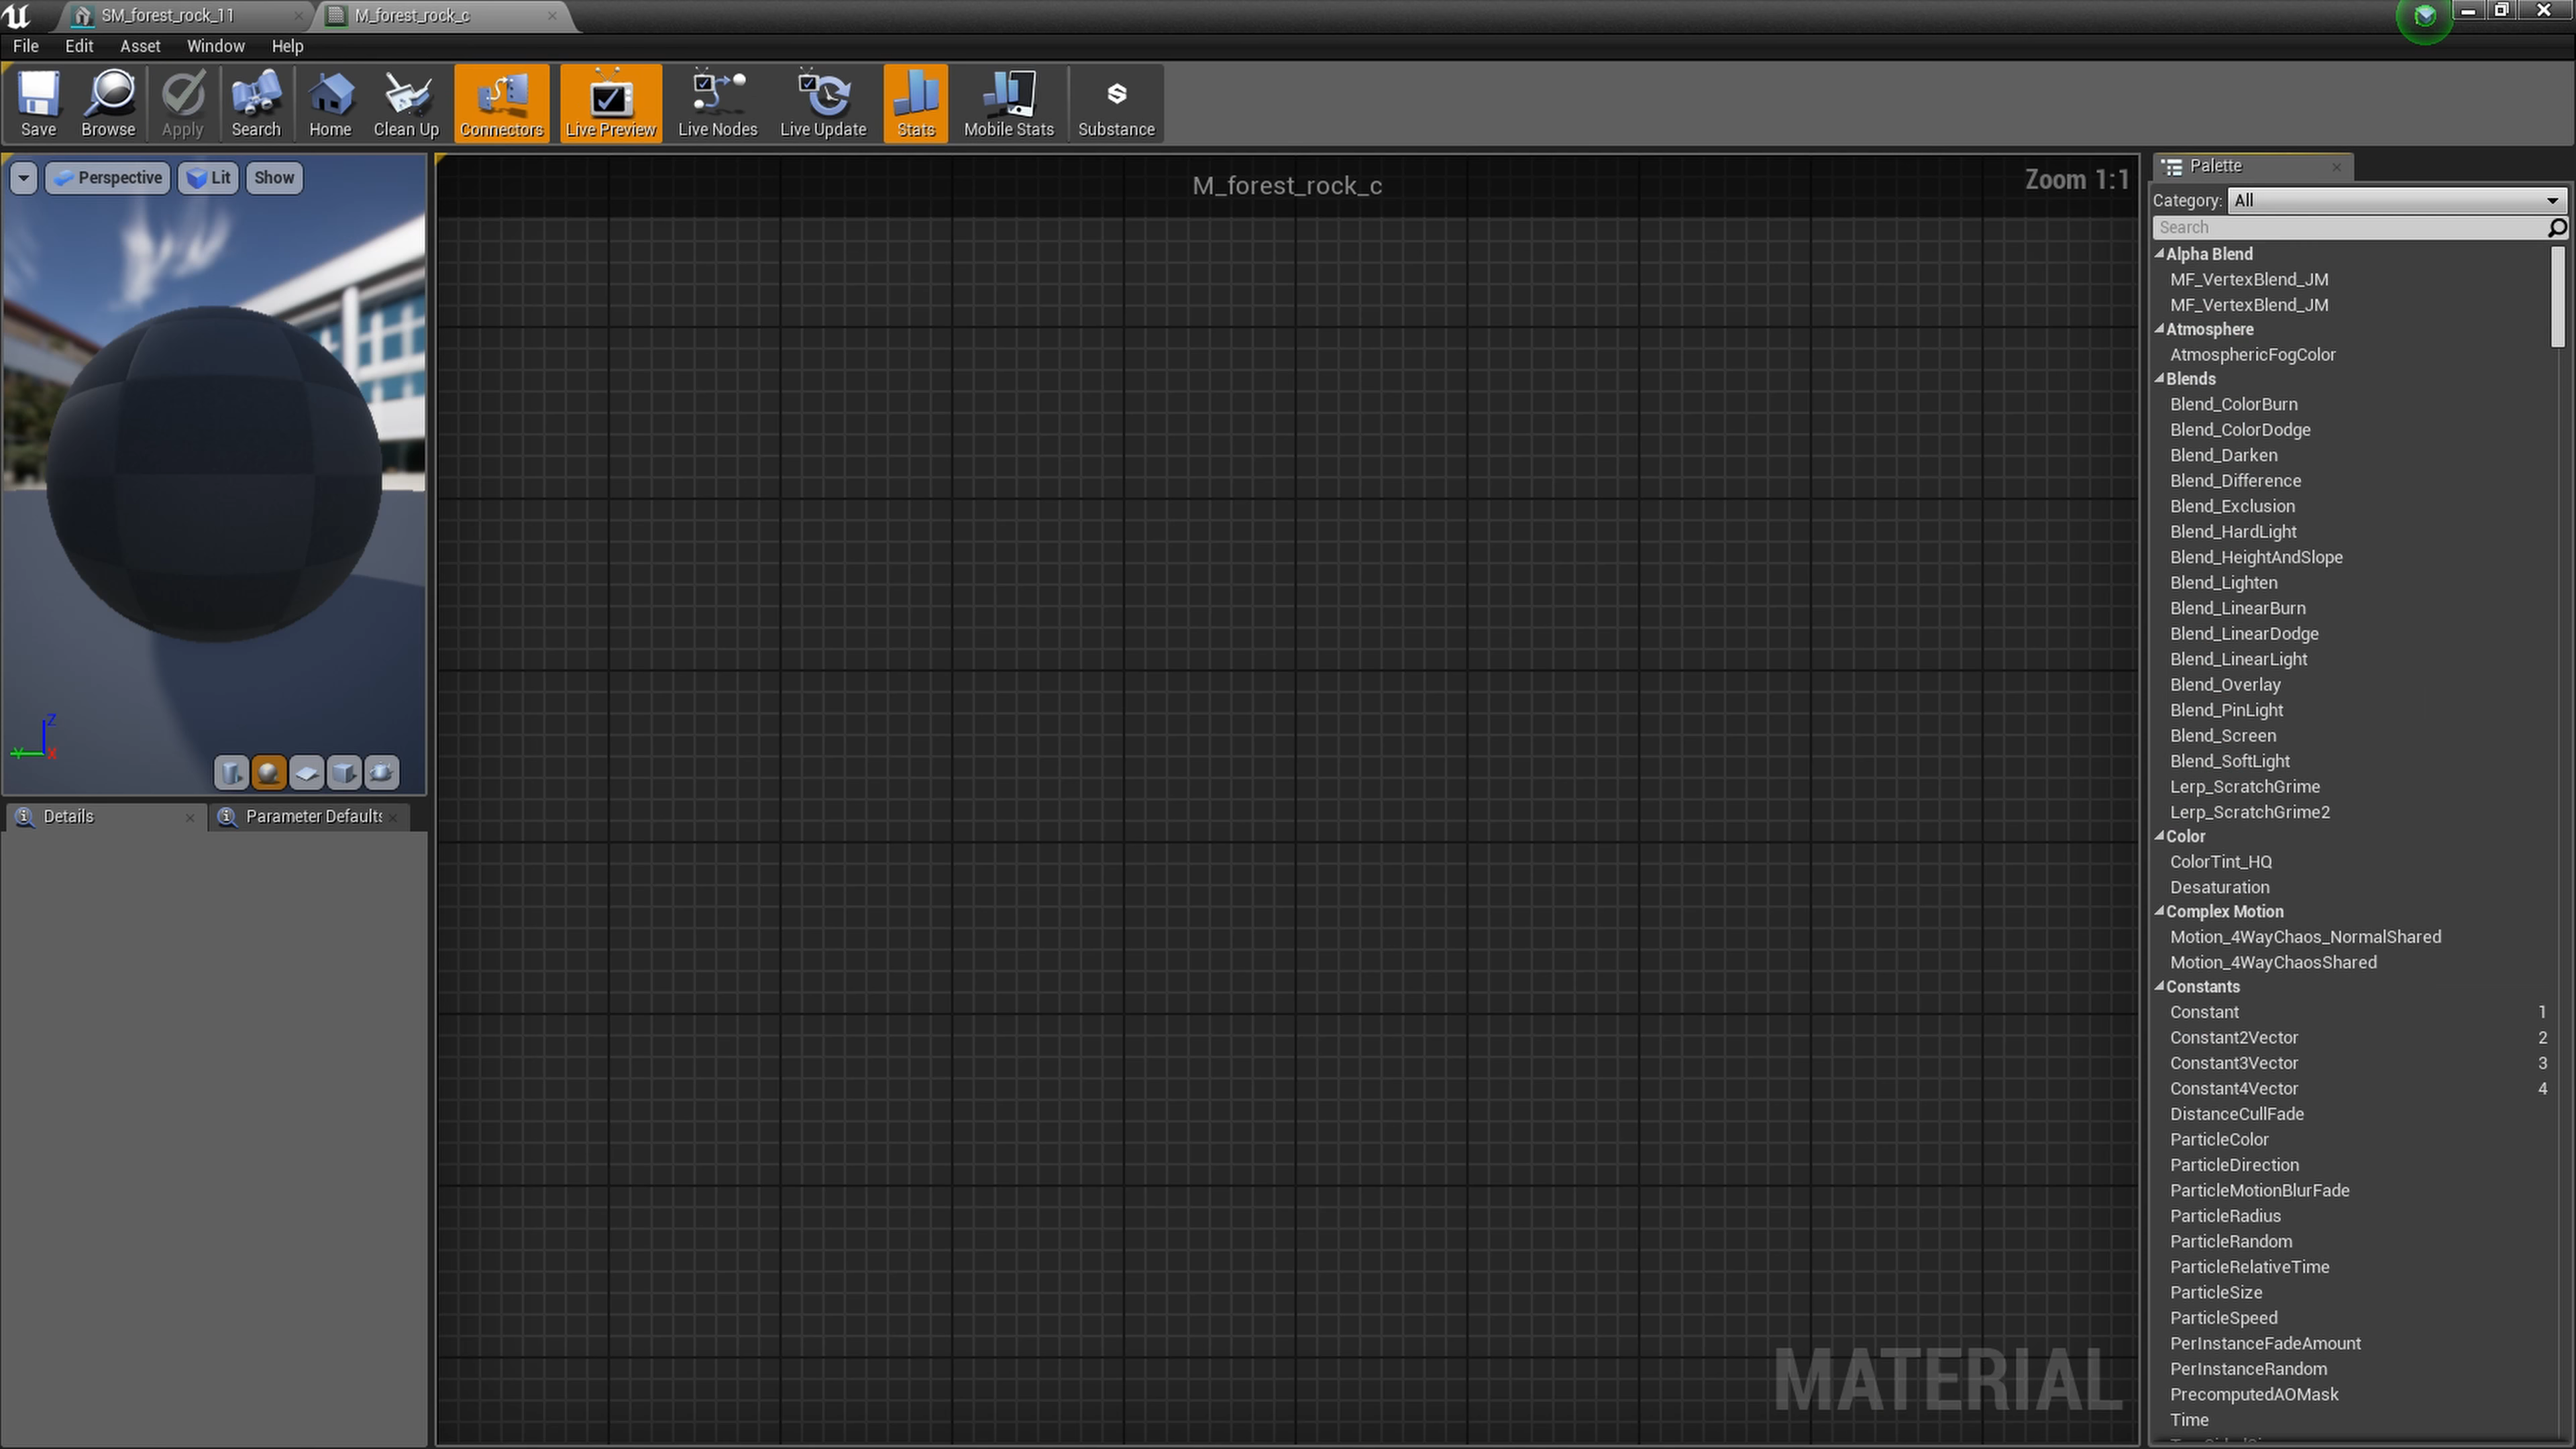 SM_forest_rock_11
M_forest_rock_c
File Edit Asset Window Help
Save Browse Apply Search Home Clean Up Connectors Live Preview Live Nodes Live Update Stats Mobile Stats Substance
Perspective Lit Show
Z
Y X
Details Parameter Defaults
M_forest_rock_c
Zoom 1:1
MATERIAL
Palette
Category: All
Search
Alpha Blend
MF_VertexBlend_JM
MF_VertexBlend_JM
Atmosphere
AtmosphericFogColor
Blends
Blend_ColorBurn
Blend_ColorDodge
Blend_Darken
Blend_Difference
Blend_Exclusion
Blend_HardLight
Blend_HeightAndSlope
Blend_Lighten
Blend_LinearBurn
Blend_LinearDodge
Blend_LinearLight
Blend_Overlay
Blend_PinLight
Blend_Screen
Blend_SoftLight
Lerp_ScratchGrime
Lerp_ScratchGrime2
Color
ColorTint_HQ
Desaturation
Complex Motion
Motion_4WayChaos_NormalShared
Motion_4WayChaosShared
Constants
Constant 1
Constant2Vector 2
Constant3Vector 3
Constant4Vector 4
DistanceCullFade
ParticleColor
ParticleDirection
ParticleMotionBlurFade
ParticleRadius
ParticleRandom
ParticleRelativeTime
ParticleSize
ParticleSpeed
PerInstanceFadeAmount
PerInstanceRandom
PrecomputedAOMask
Time